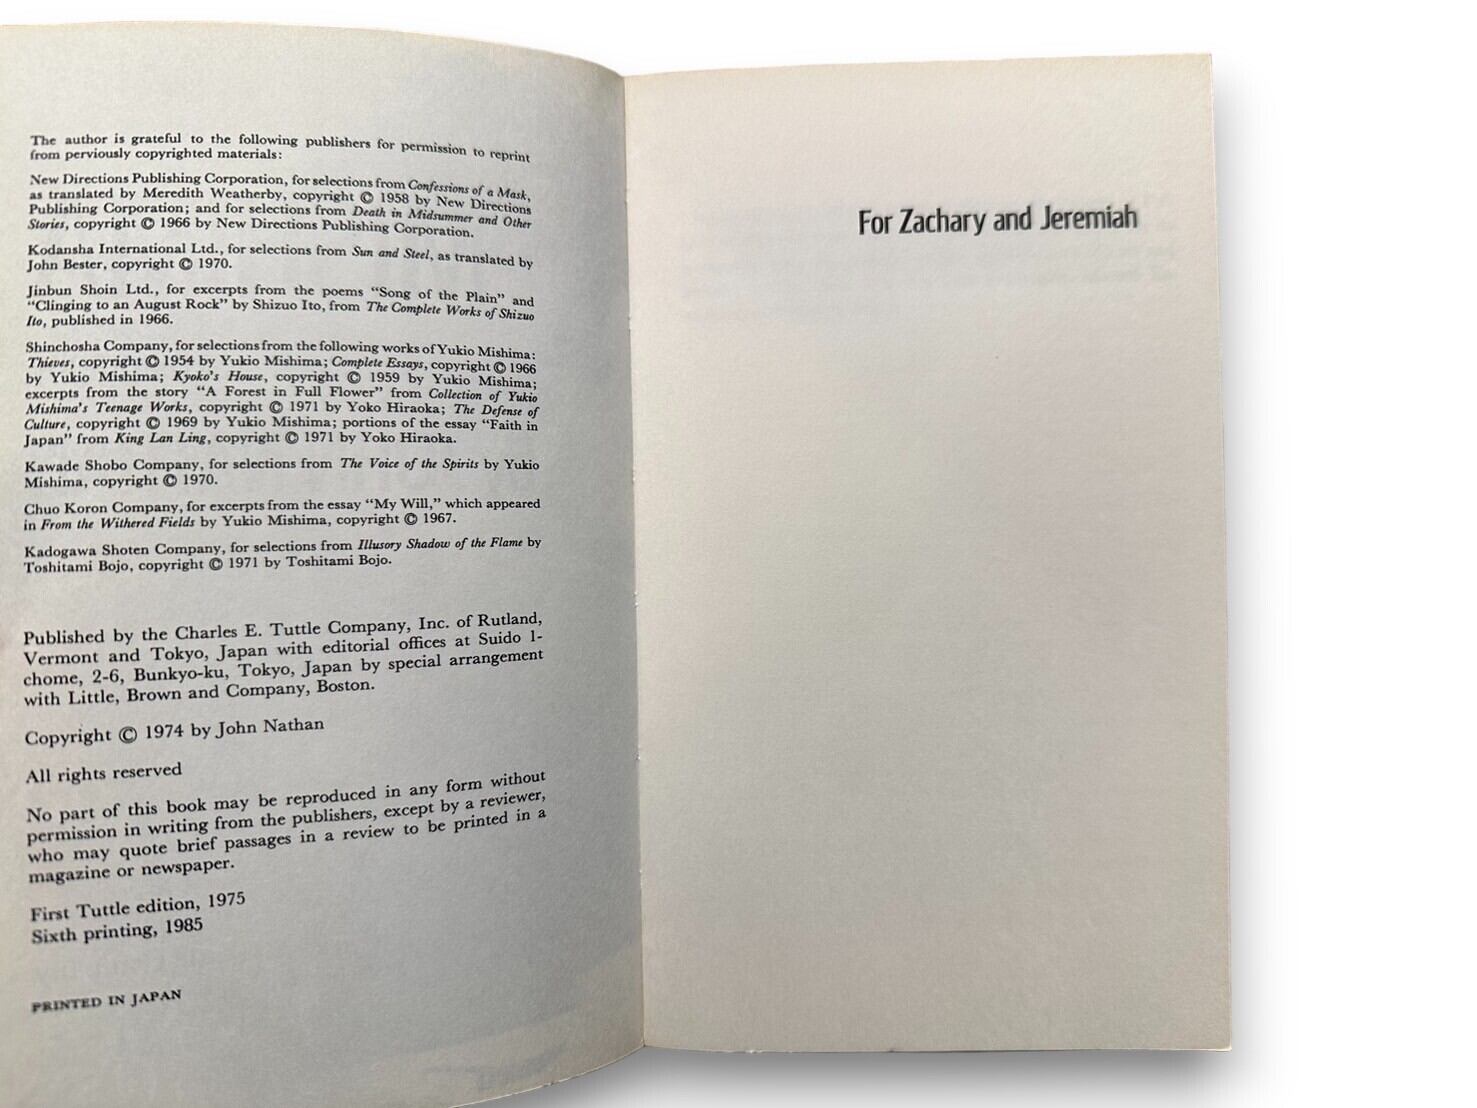 The author is grateful to the following publishers for permission to reprint
from perviously copyrighted materials:
New Directions Publishing Corporation, for selections from Confessions of a Mask,
as translated by Meredith Weatherby, copyright © 1958 by New Directions
Publishing Corporation; and for selections from Death in Midsummer and Other
Stories, copyright © 1966 by New Directions Publishing Corporation.
Kodansha International Ltd., for selections from Sun and Steel, as translated by
John Bester, copyright © 1970.
Jinbun Shoin Ltd., for excerpts from the poems "Song of the Plain" and
"Clinging to an August Rock" by Shizuo Ito, from The Complete Works of Shizuo
Ito, published in 1966.
Shinchosha Company, for selections from the following works of Yukio Mishima:
Thieves, copyright © 1954 by Yukio Mishima; Complete Essays, copyright © 1966
by Yukio Mishima; Kyoko's House, copyright © 1959 by Yukio Mishima;
excerpts from the story "A Forest in Full Flower" from Collection of Yukio
Mishima's Teenage Works, copyright © 1971 by Yoko Hiraoka; The Defense of
Culture, copyright © 1969 by Yukio Mishima; portions of the essay "Faith in
Japan" from King Lan Ling, copyright © 1971 by Yoko Hiraoka.
Kawade Shobo Company, for selections from The Voice of the Spirits by Yukio
Mishima, copyright © 1970.
Chuo Koron Company, for excerpts from the essay "My Will," which appeared
in From the Withered Fields by Yukio Mishima, copyright © 1967.
Kadogawa Shoten Company, for selections from Illusory Shadow of the Flame by
Toshitami Bojo, copyright © 1971 by Toshitami Bojo.
Published by the Charles E. Tuttle Company, Inc. of Rutland,
Vermont and Tokyo, Japan with editorial offices at Suido 1-
chome, 2-6, Bunkyo-ku, Tokyo, Japan by special arrangement
with Little, Brown and Company, Boston.
Copyright © 1974 by John Nathan
All rights reserved
No part of this book may be reproduced in any form without
permission in writing from the publishers, except by a reviewer,
who may quote brief passages in a review to be printed in a
magazine or newspaper.
First Tuttle edition, 1975
Sixth printing, 1985
PRINTED IN JAPAN
For Zachary and Jeremiah